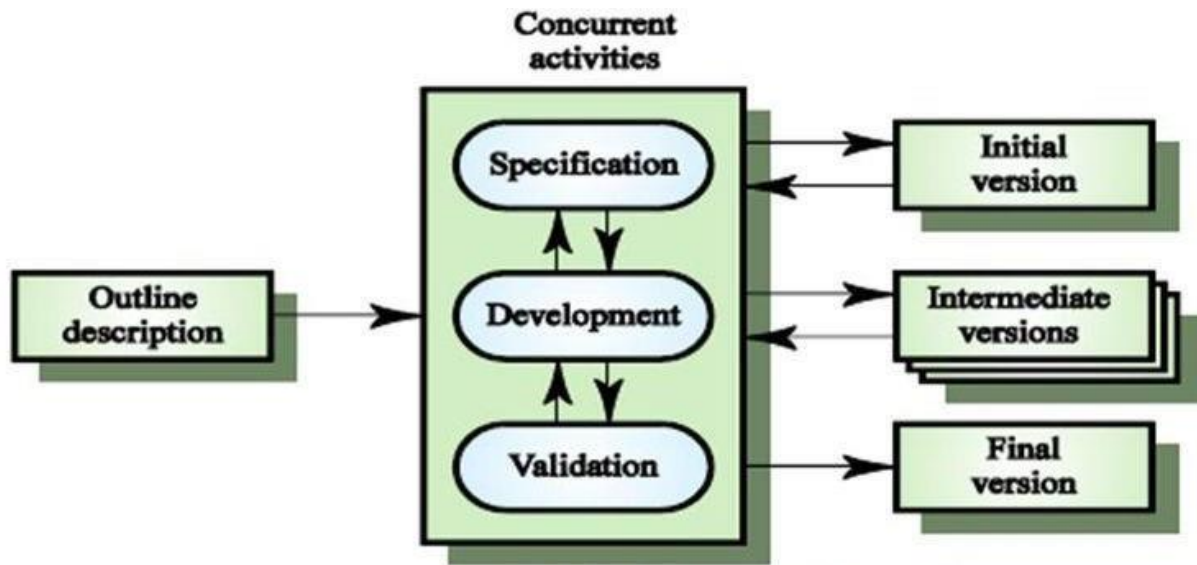 Concurrent
activities
Specification
Initial
version
Outline
description
Development
Intermediate
versions
Validation
Final
version